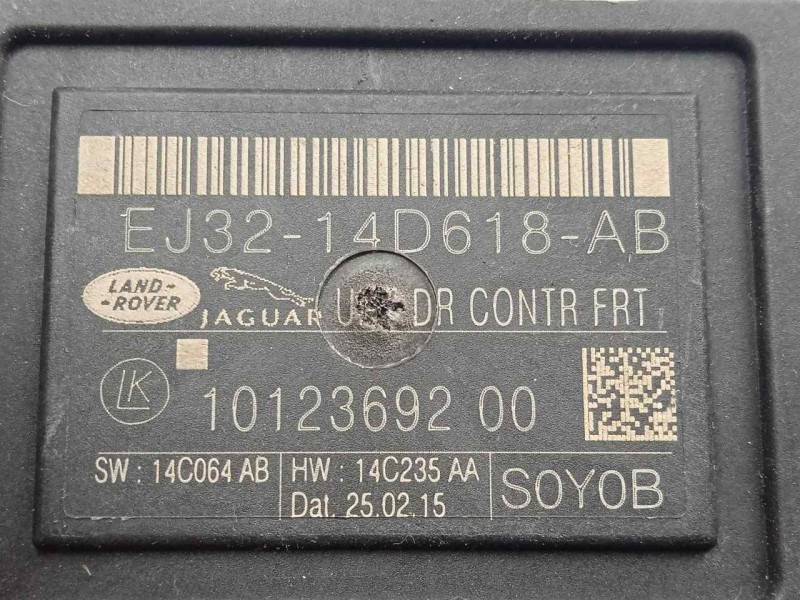 EJ32-14D618-AB
LAND-
-ROVER
JAGUAR
DR CONTR FRT
LK
10123692 00
SW : 14C064 AB
HW : 14C235 AA
Dat. 25.02.15
SOYOB